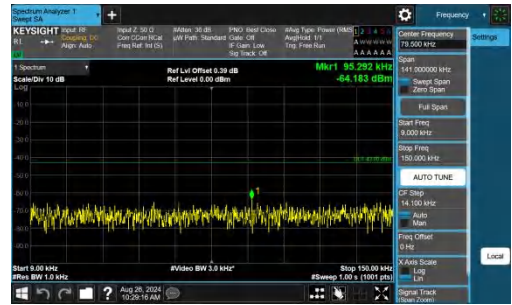 Spectrum Analyzer 1
Swept SA
KEYSIGHT
Input: RF
Coupling: DC
Align: Auto
Input Z: 50 Ω
Corr CCorr RCal
Freq Ref: Int (S)
#Atten: 30 dB
µW Path: Standard
PNO: Best Close
Gate: Off
IF Gain: Low
Sig Track: Off
#Avg Type: Power (RMS)
Avg|Hold: 1/1
Trig: Free Run
1 Spectrum
Scale/Div 10 dB
Log
Ref Lvl Offset 0.39 dB
Ref Level 0.00 dBm
Mkr1 95.292 kHz
-64.183 dBm
1
Start 9.00 kHz
#Res BW 1.0 kHz
#Video BW 3.0 kHz*
Stop 150.00 kHz
#Sweep 1.00 s (1001 pts)
Aug 28, 2024
10:29:16 AM
Frequency
Settings
Center Frequency
79.500 kHz
Span
141.000000 kHz
Swept Span
Zero Span
Full Span
Start Freq
9.000 kHz
Stop Freq
150.000 kHz
AUTO TUNE
CF Step
14.100 kHz
Auto
Man
Freq Offset
0 Hz
X Axis Scale
Log
Lin
Signal Track
(Span Zoom)
Local